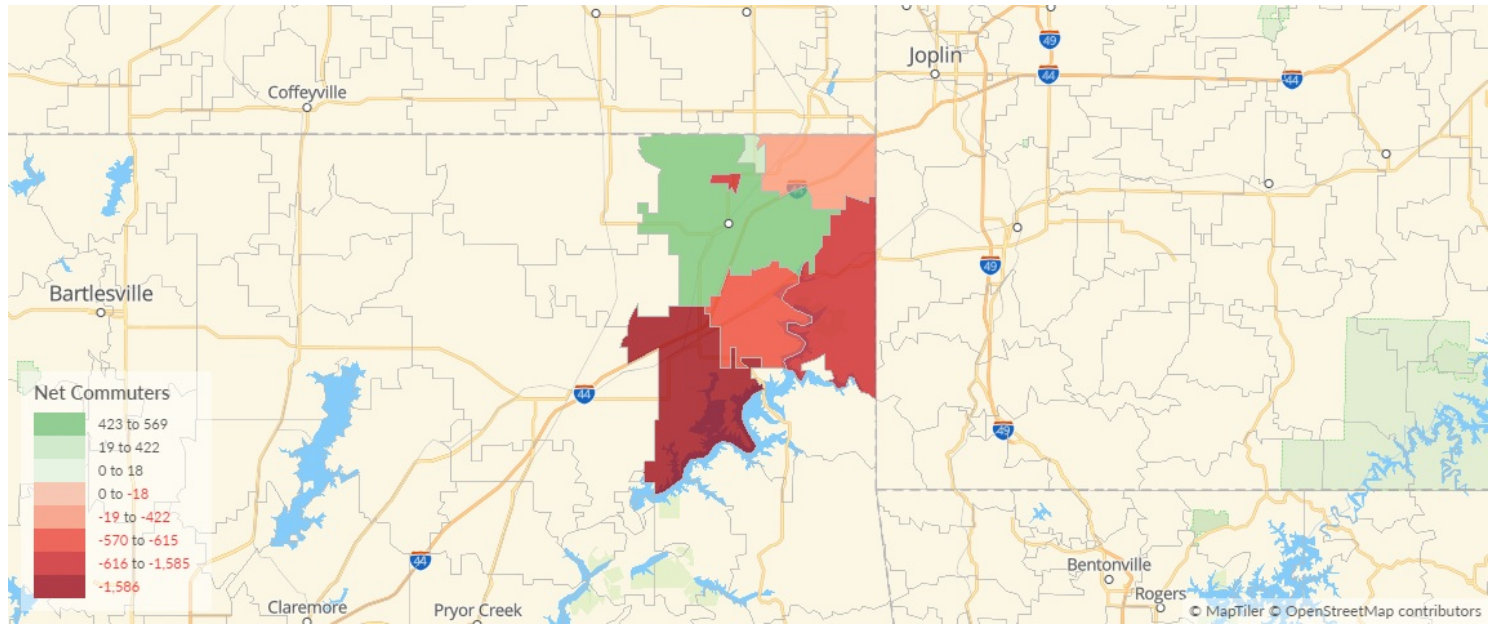 49
Joplin
44
44
Coffeyville
44
49
Bartlesville
Net Commuters
423 to 569
19 to 422
0 to 18
0 to -18
-19 to -422
-570 to -615
-616 to -1,585
-1,586
44
49
44
Bentonville
Rogers
Claremore
Pryor Creek
© MapTiler © OpenStreetMap contributors